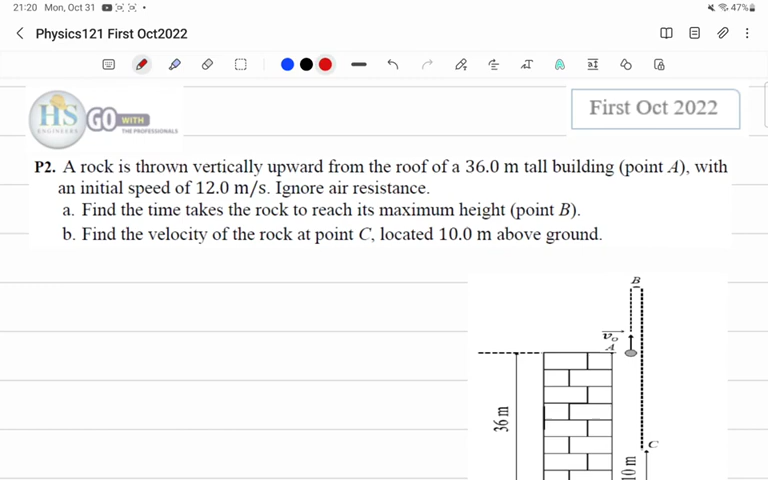 21:20 Mon, Oct 31
47%
Physics121 First Oct2022
HS
ENGINEERS
GO WITH
THE PROFESSIONALS
First Oct 2022
P2. A rock is thrown vertically upward from the roof of a 36.0 m tall building (point A), with
an initial speed of 12.0 m/s. Ignore air resistance.
a. Find the time takes the rock to reach its maximum height (point B).
b. Find the velocity of the rock at point C, located 10.0 m above ground.
B
v₀
A
36 m
C
10 m